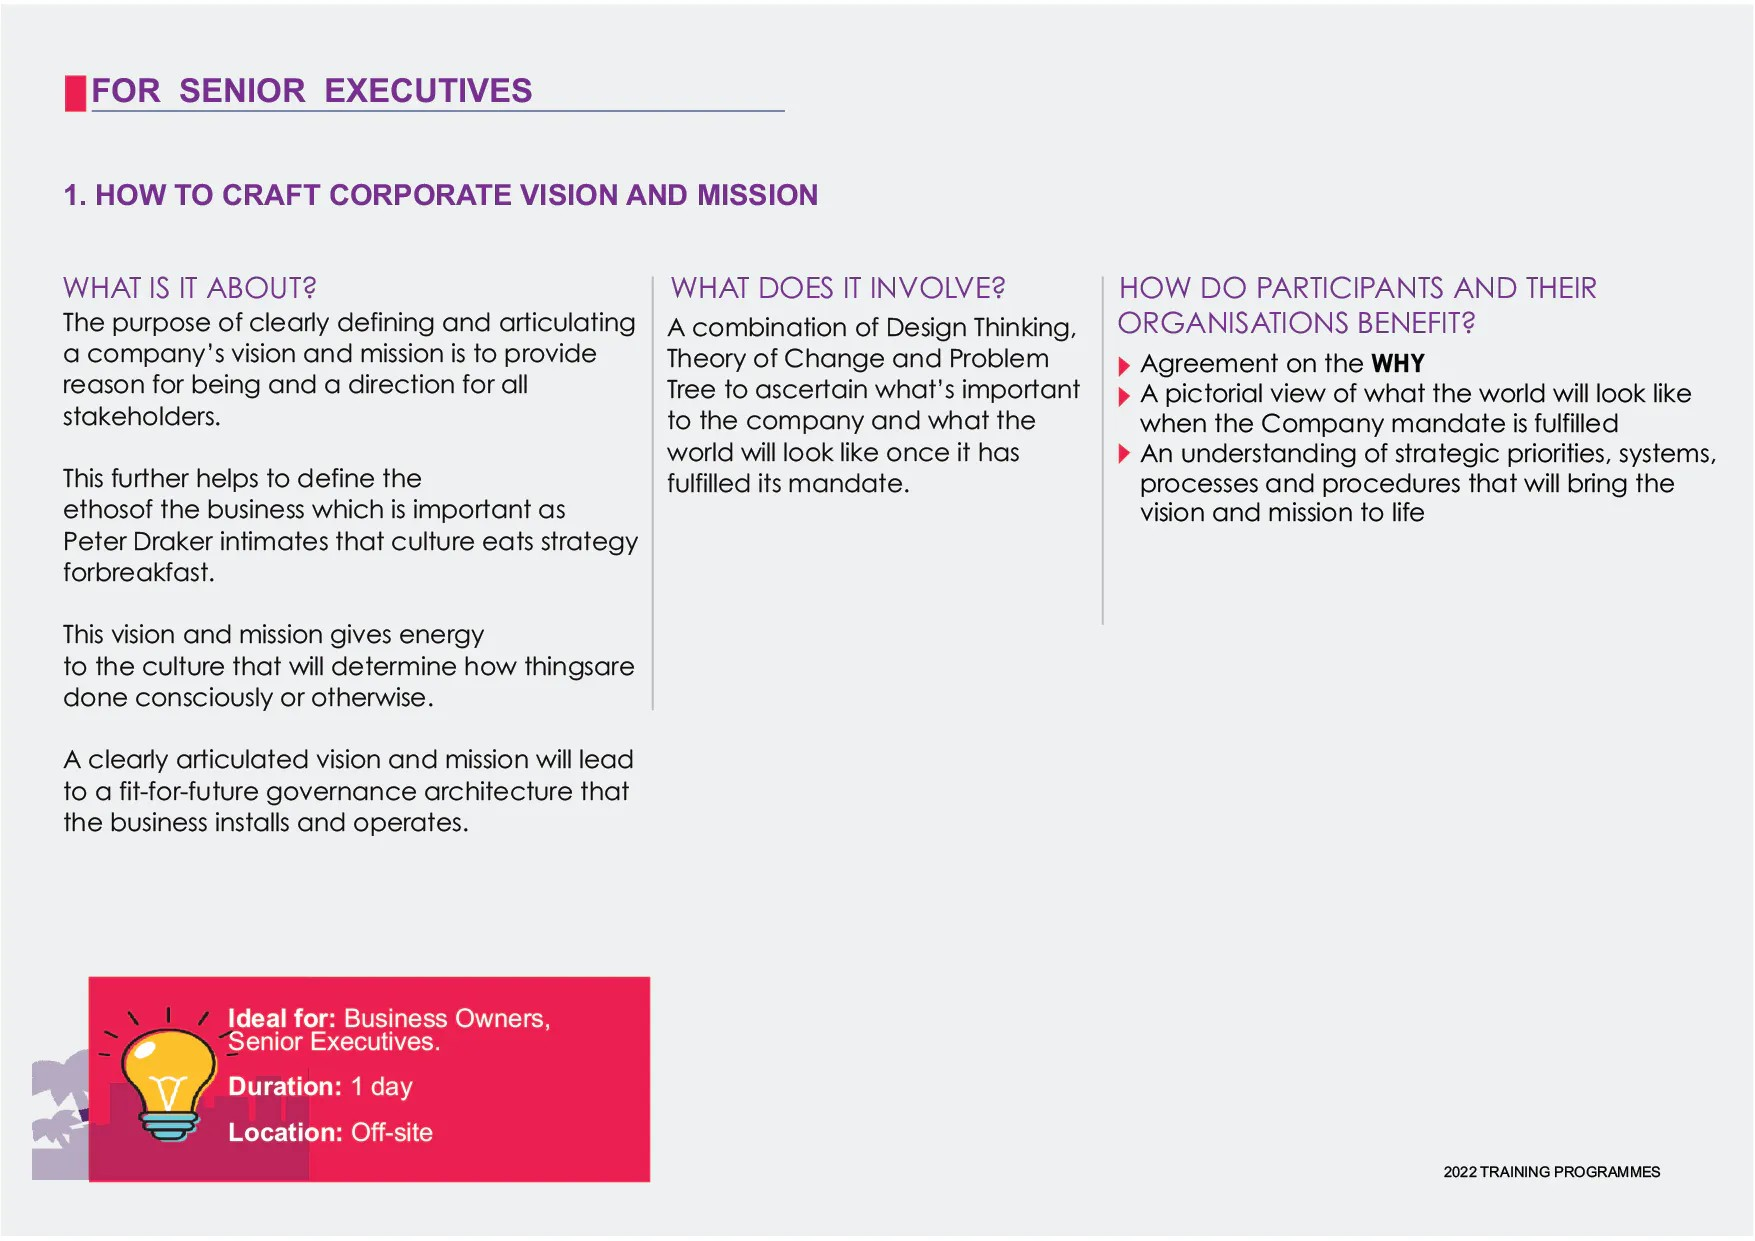 FOR SENIOR EXECUTIVES
1. HOW TO CRAFT CORPORATE VISION AND MISSION
WHAT IS IT ABOUT?
The purpose of clearly defining and articulating
a company’s vision and mission is to provide
reason for being and a direction for all
stakeholders.
This further helps to define the
ethosof the business which is important as
Peter Draker intimates that culture eats strategy
forbreakfast.
This vision and mission gives energy
to the culture that will determine how thingsare
done consciously or otherwise.
A clearly articulated vision and mission will lead
to a fit-for-future governance architecture that
the business installs and operates.
WHAT DOES IT INVOLVE?
A combination of Design Thinking,
Theory of Change and Problem
Tree to ascertain what’s important
to the company and what the
world will look like once it has
fulfilled its mandate.
HOW DO PARTICIPANTS AND THEIR
ORGANISATIONS BENEFIT?
Agreement on the WHY
A pictorial view of what the world will look like
when the Company mandate is fulfilled
An understanding of strategic priorities, systems,
processes and procedures that will bring the
vision and mission to life
Ideal for: Business Owners,
Senior Executives.
Duration: 1 day
Location: Off-site
2022 TRAINING PROGRAMMES